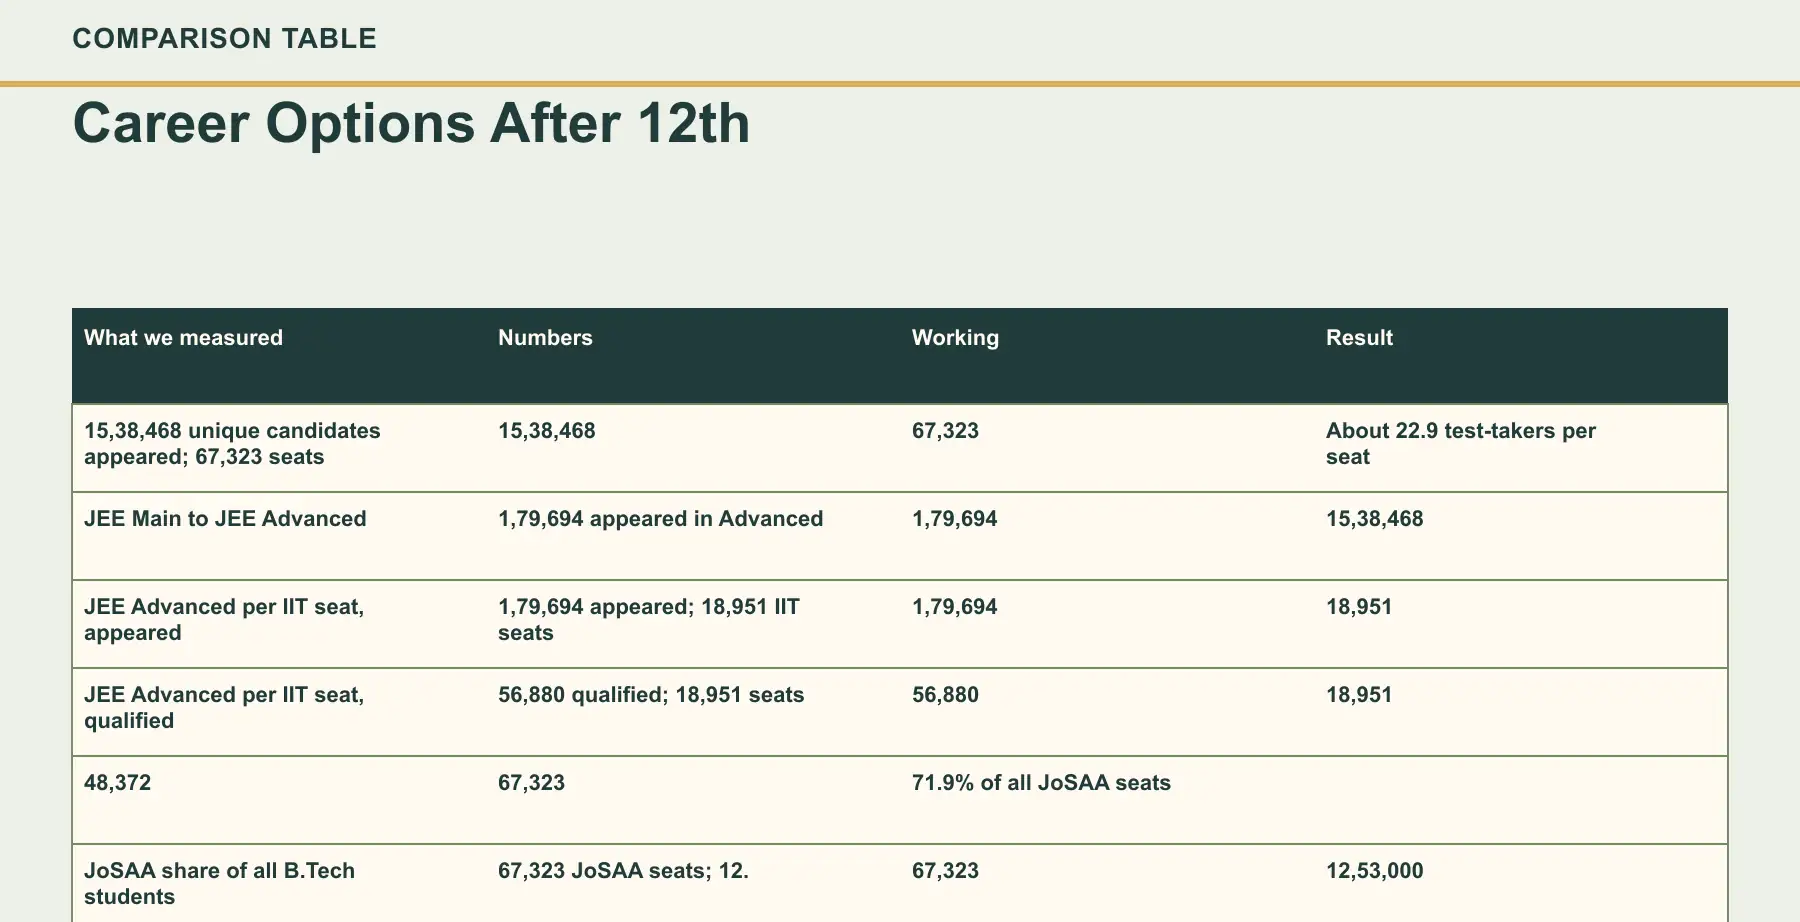 COMPARISON TABLE
Career Options After 12th
What we measured
Numbers
Working
Result
15,38,468 unique candidates
appeared; 67,323 seats
15,38,468
67,323
About 22.9 test-takers per
seat
JEE Main to JEE Advanced
1,79,694 appeared in Advanced
1,79,694
15,38,468
JEE Advanced per IIT seat,
appeared
1,79,694 appeared; 18,951 IIT
seats
1,79,694
18,951
JEE Advanced per IIT seat,
qualified
56,880 qualified; 18,951 seats
56,880
18,951
48,372
67,323
71.9% of all JoSAA seats
JoSAA share of all B.Tech
students
67,323 JoSAA seats; 12.
67,323
12,53,000